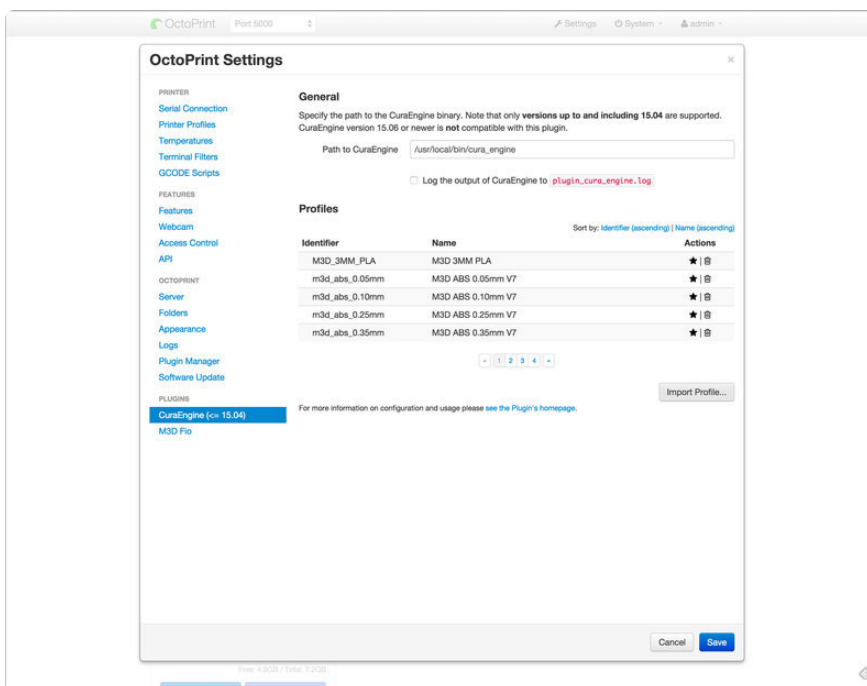 OctoPrint Port 5000 Settings System admin
OctoPrint Settings ×
PRINTER
Serial Connection
Printer Profiles
Temperatures
Terminal Filters
GCODE Scripts
FEATURES
Features
Webcam
Access Control
API
OCTOPRINT
Server
Folders
Appearance
Logs
Plugin Manager
Software Update
PLUGINS
CuraEngine (<= 15.04)
M3D Fio
General
Specify the path to the CuraEngine binary. Note that only versions up to and including 15.04 are supported.
CuraEngine version 15.06 or newer is not compatible with this plugin.
Path to CuraEngine /usr/local/bin/cura_engine
Log the output of CuraEngine to plugin_cura_engine.log
Profiles
Sort by: Identifier (ascending) | Name (ascending)
Identifier Name Actions
M3D_3MM_PLA M3D 3MM PLA |
m3d_abs_0.05mm M3D ABS 0.05mm V7 |
m3d_abs_0.10mm M3D ABS 0.10mm V7 |
m3d_abs_0.25mm M3D ABS 0.25mm V7 |
m3d_abs_0.35mm M3D ABS 0.35mm V7 |
1 2 3 4
Import Profile...
For more information on configuration and usage please see the Plugin's homepage.
Cancel Save
Free: 4.9GB / Total: 7.2GB